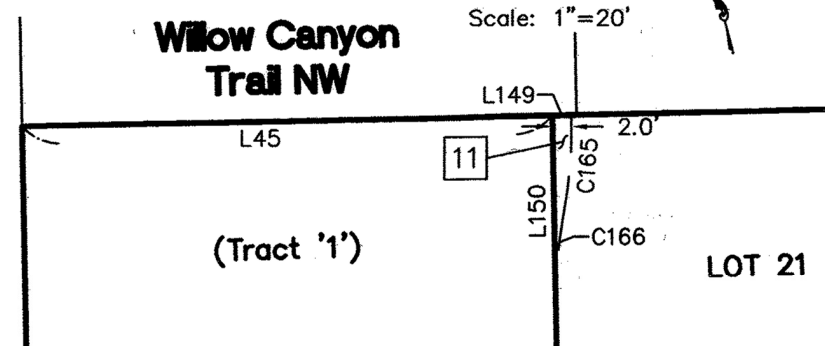 Scale: 1"=20'
Willow Canyon
Trail NW
L149
L45
2.0'
11
C165
L150
C166
(Tract '1')
LOT 21